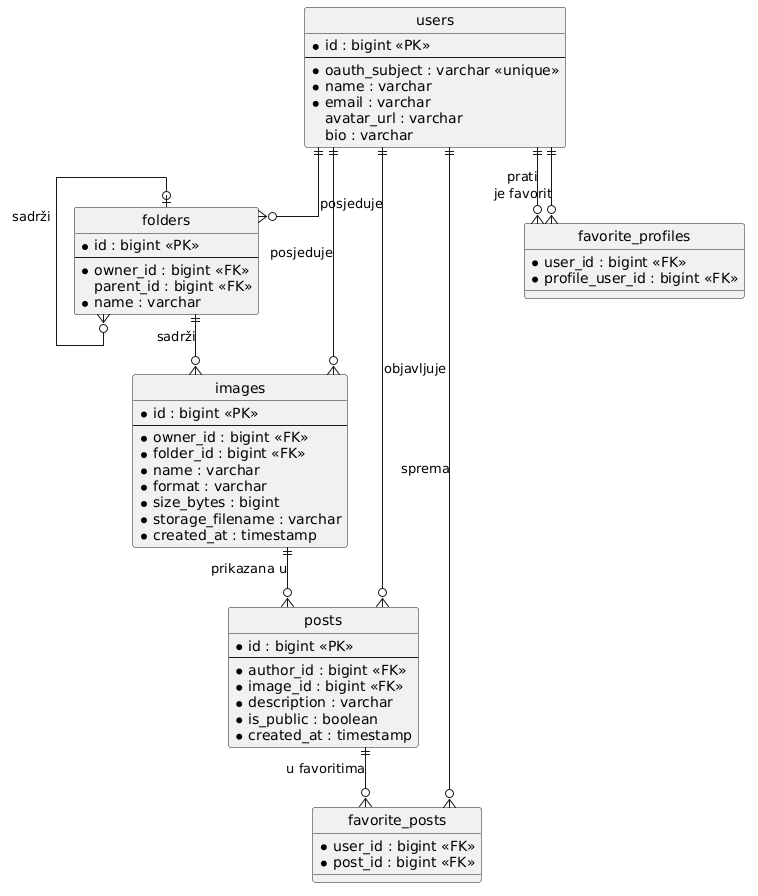 users
id : bigint «PK»
oauth_subject : varchar «unique»
name : varchar
email : varchar
avatar_url : varchar
bio : varchar
prati
je favorit
posjeduje
sadrži
folders
id : bigint «PK»
owner_id : bigint «FK»
parent_id : bigint «FK»
name : varchar
favorite_profiles
user_id : bigint «FK»
profile_user_id : bigint «FK»
posjeduje
sadrži
objavljuje
images
id : bigint «PK»
owner_id : bigint «FK»
folder_id : bigint «FK»
name : varchar
format : varchar
size_bytes : bigint
storage_filename : varchar
created_at : timestamp
sprema
prikazana u
posts
id : bigint «PK»
author_id : bigint «FK»
image_id : bigint «FK»
description : varchar
is_public : boolean
created_at : timestamp
u favoritima
favorite_posts
user_id : bigint «FK»
post_id : bigint «FK»